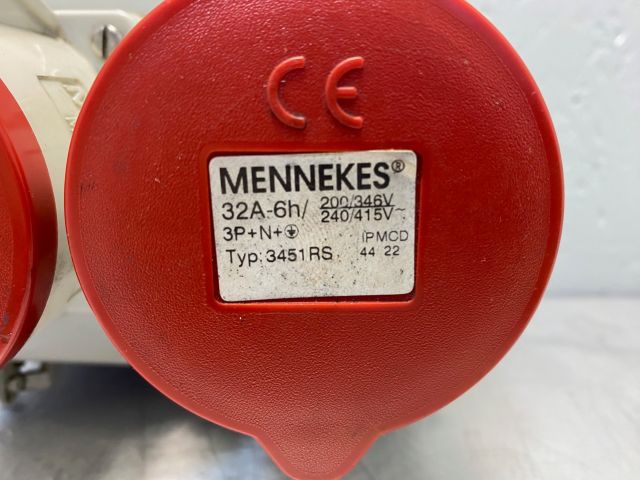 CE
MENNEKES®
32A-6h/ 200/346V
240/415V~
3P+N+⏚
Typ: 3451RS
IPMCD
44 22